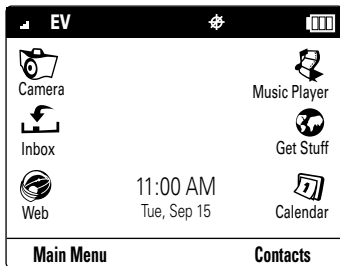 EV
Camera
Music Player
Inbox
Get Stuff
Web
11:00 AM
Tue, Sep 15
Calendar
Main Menu
Contacts